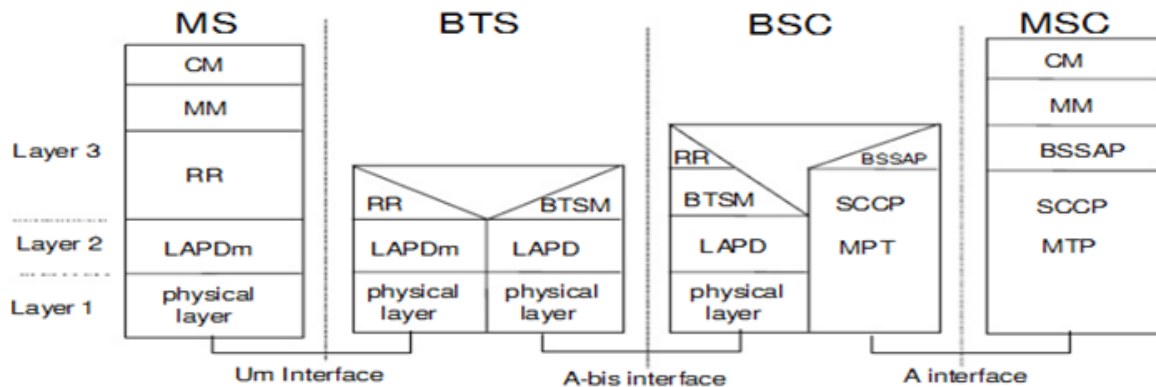 MS
BTS
BSC
MSC
Layer 3
Layer 2
Layer 1
CM
MM
RR
LAPDm
physical
layer
RR
BTSM
LAPDm
LAPD
physical
layer
physical
layer
RR
BTSM
LAPD
physical
layer
BSSAP
SCCP
MPT
CM
MM
BSSAP
SCCP
MTP
Um Interface
A-bis interface
A interface